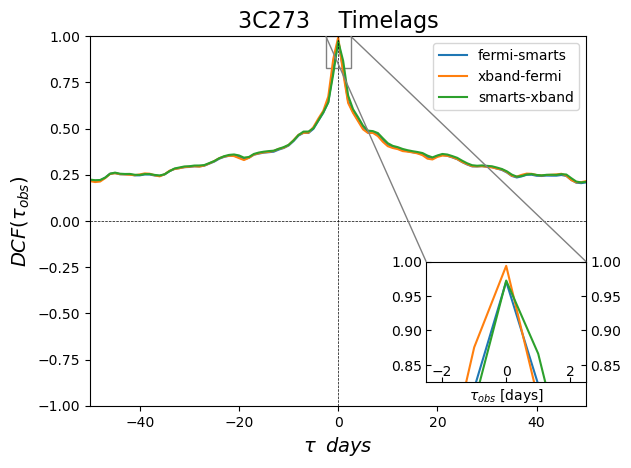 3C273 Timelags
1.00
0.75
0.50
0.25
0.00
−0.25
−0.50
−0.75
−1.00
DCF(τobs)
fermi-smarts
xband-fermi
smarts-xband
1.00 1.00
0.95 0.95
0.90 0.90
0.85 0.85
−2 0 2
τobs [days]
−40 −20 0 20 40
τ days